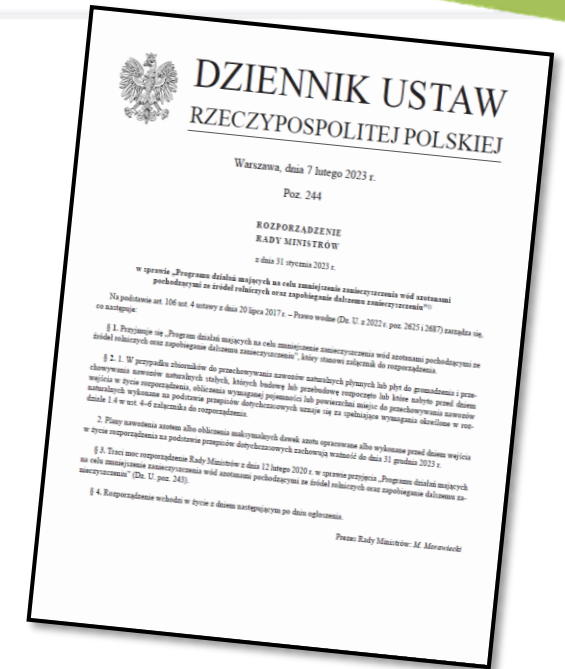 DZIENNIK USTAW
RZECZYPOSPOLITEJ POLSKIEJ
Warszawa, dnia 7 lutego 2023 r.
Poz. 244
ROZPORZĄDZENIE
RADY MINISTRÓW
z dnia 31 stycznia 2023 r.
w sprawie „Programu działań mających na celu zmniejszenie zanieczyszczenia wód azotanami
pochodzącymi ze źródeł rolniczych oraz zapobieganie dalszemu zanieczyszczeniu”
Na podstawie art. 106 ust. 4 ustawy z dnia 20 lipca 2017 r. – Prawo wodne (Dz. U. z 2022 r. poz. 2625 i 2687) zarządza się,
co następuje:
§ 1. Przyjmuje się „Program działań mających na celu zmniejszenie zanieczyszczenia wód azotanami pochodzącymi ze
źródeł rolniczych oraz zapobieganie dalszemu zanieczyszczeniu”, który stanowi załącznik do rozporządzenia.
§ 2. 1. W przypadku zbiorników do przechowywania nawozów naturalnych płynnych lub płyt do gromadzenia i prze-
chowywania nawozów naturalnych stałych, których budowę lub przebudowę rozpoczęto lub które nabyto przed dniem
wejścia w życie rozporządzenia, obliczenia wymaganej pojemności lub powierzchni miejsc do przechowywania nawozów
naturalnych wykonane na podstawie przepisów dotychczasowych uznaje się za spełniające wymagania określone w roz-
dziale 1.4 w ust. 4–6 załącznika do rozporządzenia.
2. Plany nawożenia azotem albo obliczenia maksymalnych dawek azotu opracowane albo wykonane przed dniem wejścia
w życie rozporządzenia na podstawie przepisów dotychczasowych zachowują ważność do dnia 31 grudnia 2023 r.
§ 3. Traci moc rozporządzenie Rady Ministrów z dnia 12 lutego 2020 r. w sprawie przyjęcia „Programu działań mających
na celu zmniejszenie zanieczyszczenia wód azotanami pochodzącymi ze źródeł rolniczych oraz zapobieganie dalszemu za-
nieczyszczeniu” (Dz. U. poz. 243).
§ 4. Rozporządzenie wchodzi w życie z dniem następującym po dniu ogłoszenia.
Prezes Rady Ministrów: M. Morawiecki